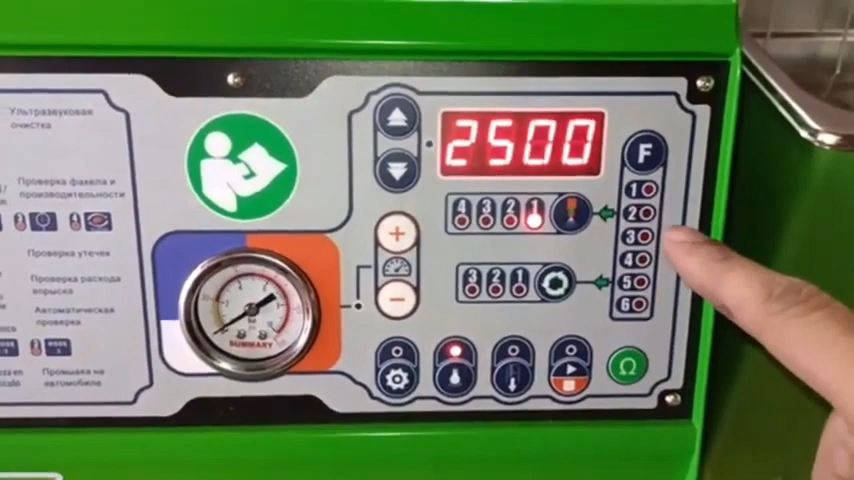 Ультразвуковая
очистка
Проверка факела и
производительности
Проверка утечек
Проверка расхода
впрыска
Автоматическая
проверка
Промывка на
автомобиле
2500
F
1
2
3
4
5
6
4 3 2 1
3 2 1
+
−
SUMMARY
Ω